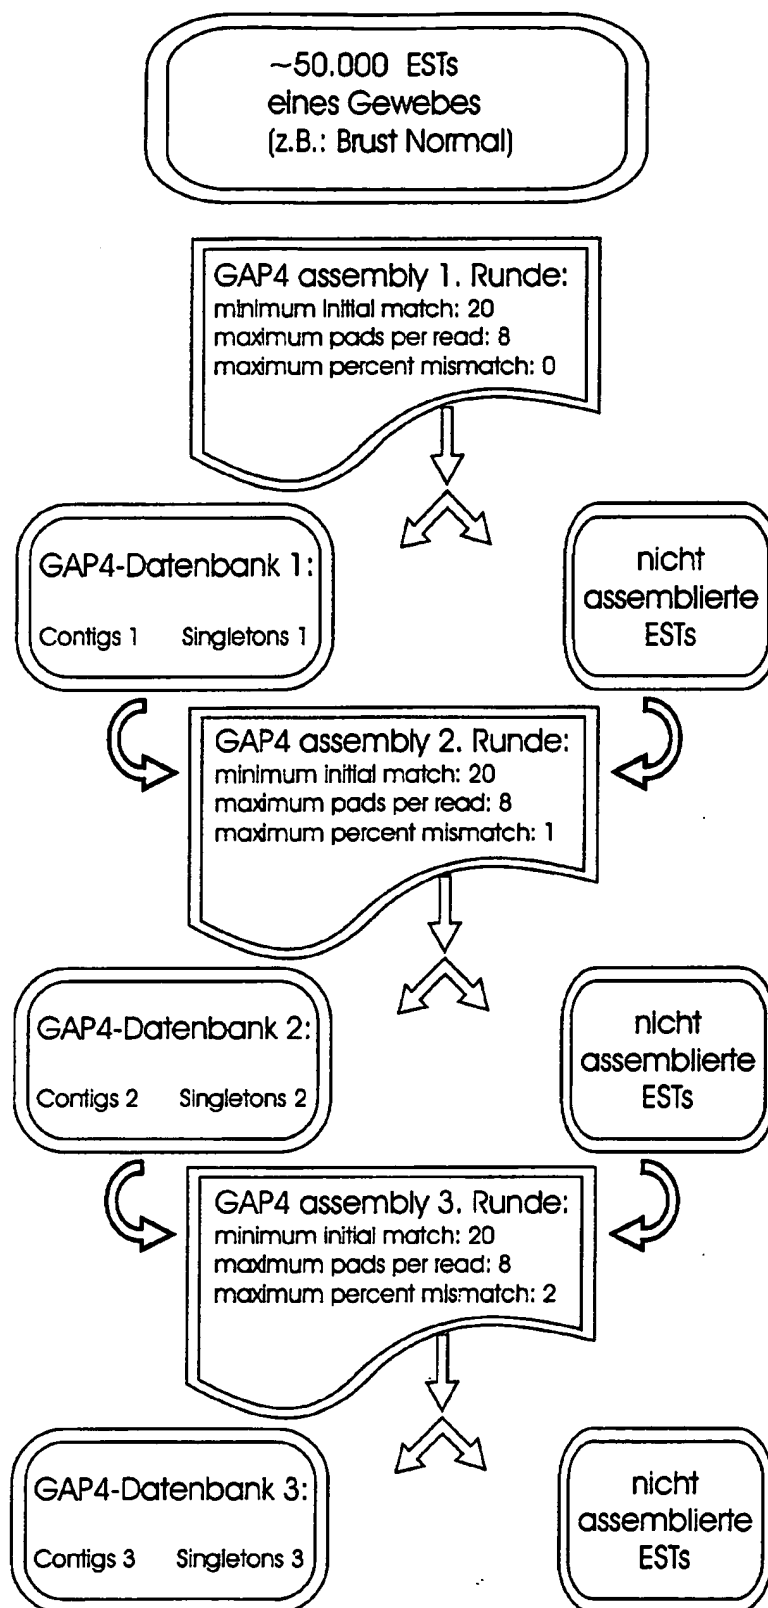 ~50.000 ESTs
eines Gewebes
(z.B.: Brust Normal)
GAP4 assembly 1. Runde:
minimum initial match: 20
maximum pads per read: 8
maximum percent mismatch: 0
GAP4-Datenbank 1:
Contigs 1 Singletons 1
nicht
assemblierte
ESTs
GAP4 assembly 2. Runde:
minimum initial match: 20
maximum pads per read: 8
maximum percent mismatch: 1
GAP4-Datenbank 2:
Contigs 2 Singletons 2
nicht
assemblierte
ESTs
GAP4 assembly 3. Runde:
minimum initial match: 20
maximum pads per read: 8
maximum percent mismatch: 2
GAP4-Datenbank 3:
Contigs 3 Singletons 3
nicht
assemblierte
ESTs